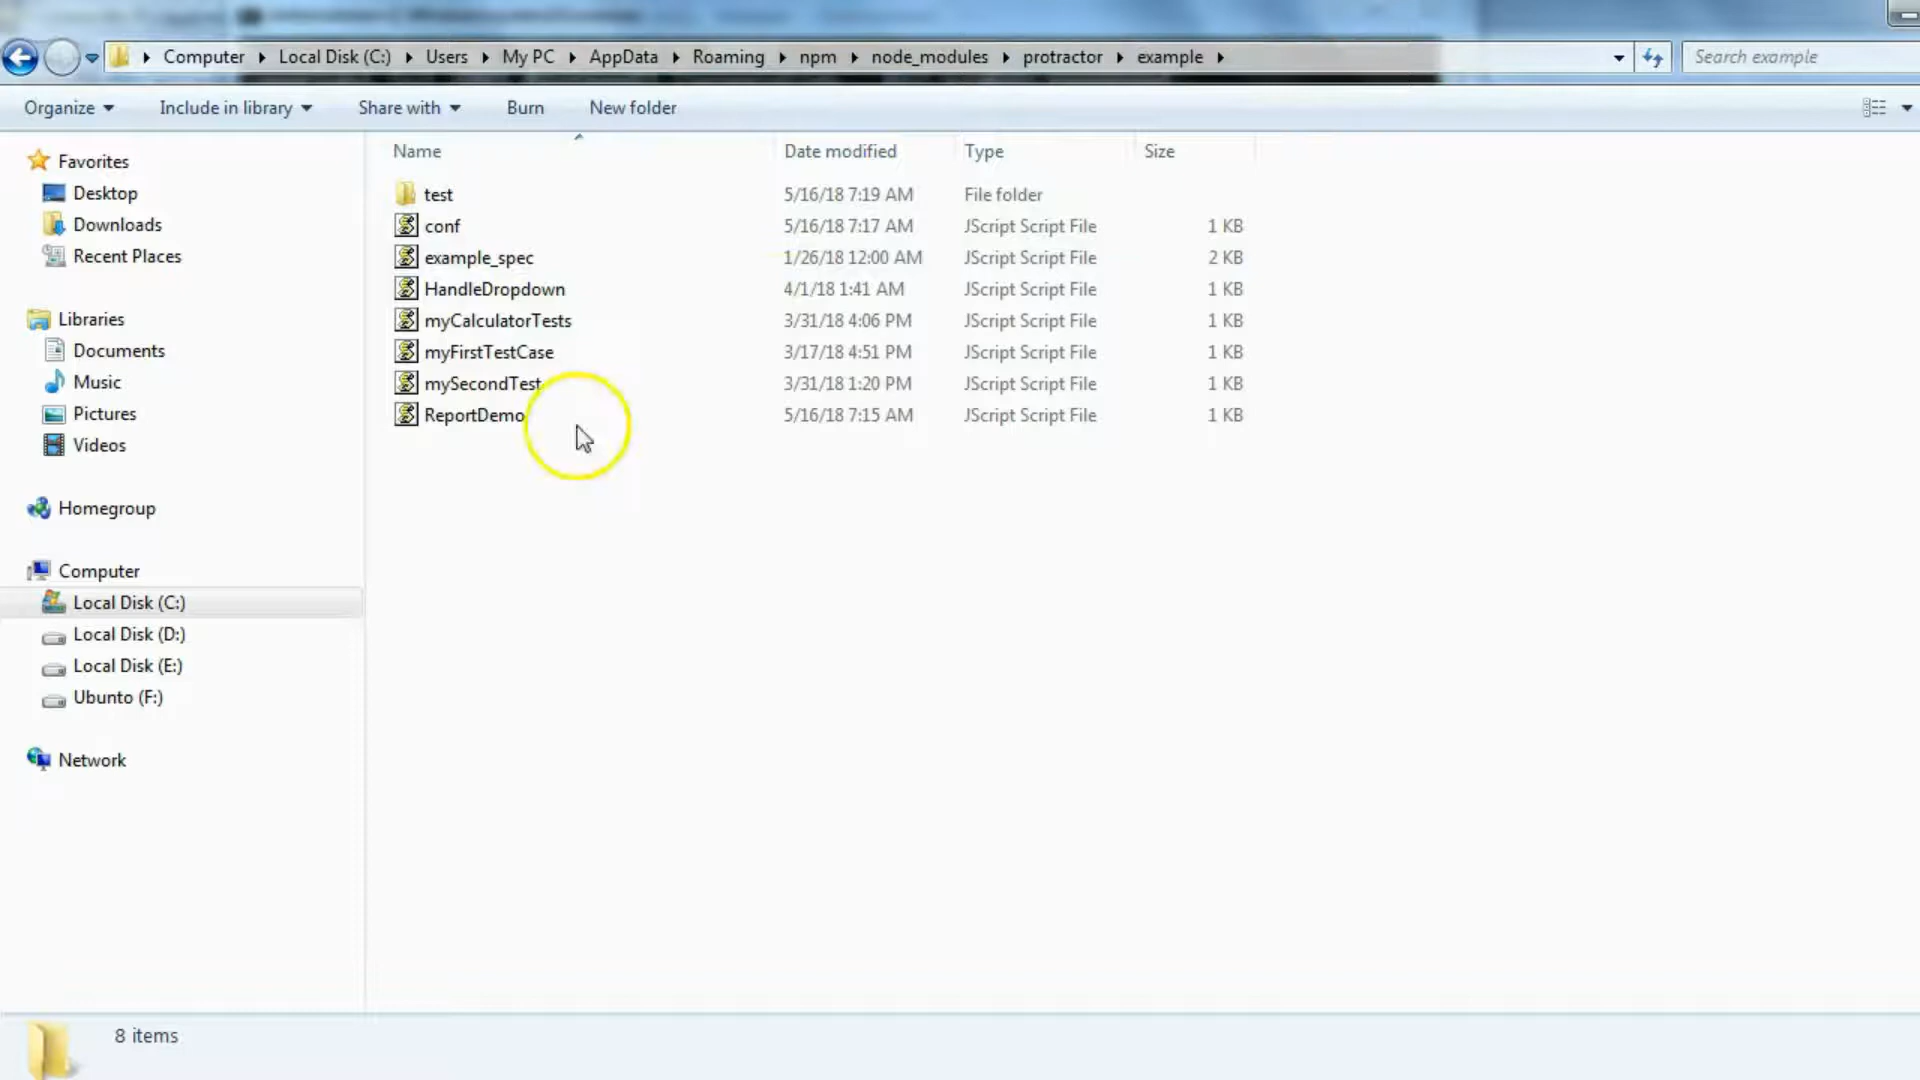 Computer Local Disk (C:) Users My PC AppData Roaming npm node_modules protractor example Search example
Organize Include in library Share with Burn New folder
Favorites
Desktop
Downloads
Recent Places
Libraries
Documents
Music
Pictures
Videos
Homegroup
Computer
Local Disk (C:)
Local Disk (D:)
Local Disk (E:)
Ubunto (F:)
Network
Name Date modified Type Size
test 5/16/18 7:19 AM File folder
conf 5/16/18 7:17 AM JScript Script File 1 KB
example_spec 1/26/18 12:00 AM JScript Script File 2 KB
HandleDropdown 4/1/18 1:41 AM JScript Script File 1 KB
myCalculatorTests 3/31/18 4:06 PM JScript Script File 1 KB
myFirstTestCase 3/17/18 4:51 PM JScript Script File 1 KB
mySecondTest 3/31/18 1:20 PM JScript Script File 1 KB
ReportDemo 5/16/18 7:15 AM JScript Script File 1 KB
8 items